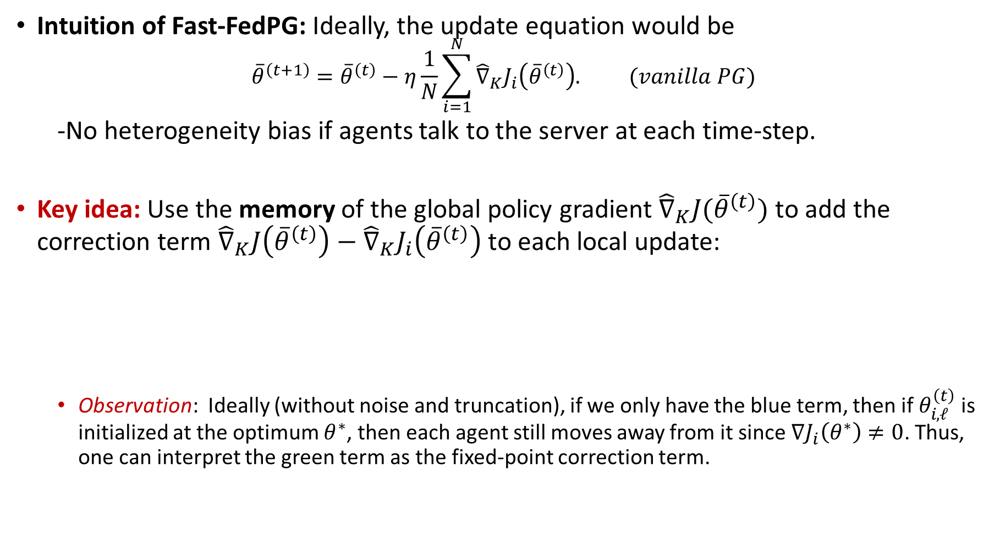 • Intuition of Fast-FedPG: Ideally, the update equation would be
$\bar{\theta}^{(t+1)} = \bar{\theta}^{(t)} - \eta \frac{1}{N} \sum_{i=1}^{N} \widehat{\nabla}_K J_i(\bar{\theta}^{(t)}).$ (vanilla PG)
-No heterogeneity bias if agents talk to the server at each time-step.
• Key idea: Use the memory of the global policy gradient $\widehat{\nabla}_K J(\bar{\theta}^{(t)})$ to add the
correction term $\widehat{\nabla}_K J(\bar{\theta}^{(t)}) - \widehat{\nabla}_K J_i(\bar{\theta}^{(t)})$ to each local update:
• Observation: Ideally (without noise and truncation), if we only have the blue term, then if $\theta_{i,\ell}^{(t)}$ is
initialized at the optimum $\theta^*$, then each agent still moves away from it since $\nabla J_i(\theta^*) \neq 0$. Thus,
one can interpret the green term as the fixed-point correction term.